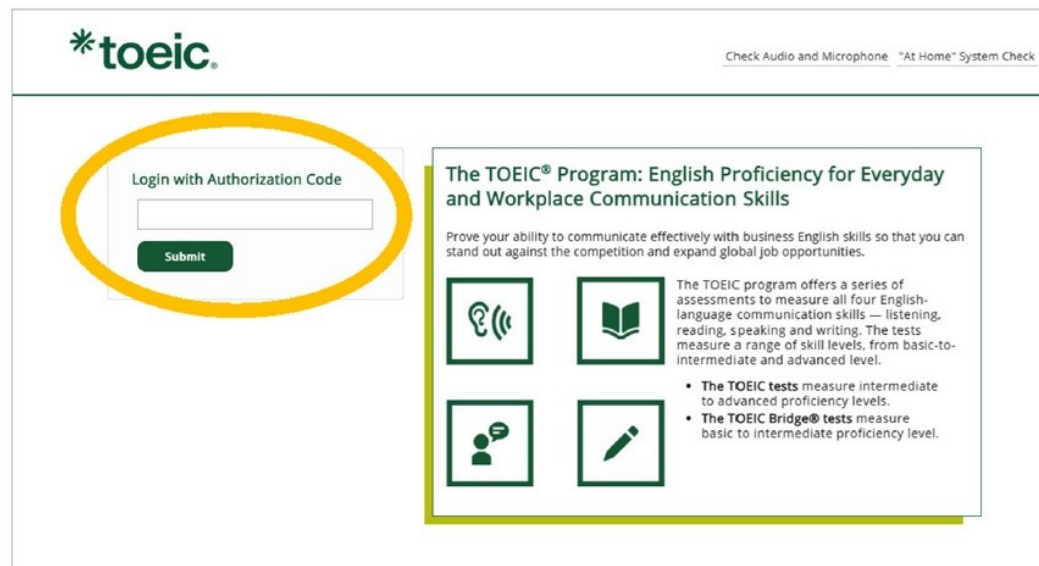 *toeic®
Check Audio and Microphone "At Home" System Check
Login with Authorization Code
Submit
The TOEIC® Program: English Proficiency for Everyday
and Workplace Communication Skills
Prove your ability to communicate effectively with business English skills so that you can
stand out against the competition and expand global job opportunities.
The TOEIC program offers a series of
assessments to measure all four English-
language communication skills — listening,
reading, speaking and writing. The tests
measure a range of skill levels, from basic-to-
intermediate and advanced level.
• The TOEIC tests measure intermediate
to advanced proficiency levels.
• The TOEIC Bridge® tests measure
basic to intermediate proficiency level.